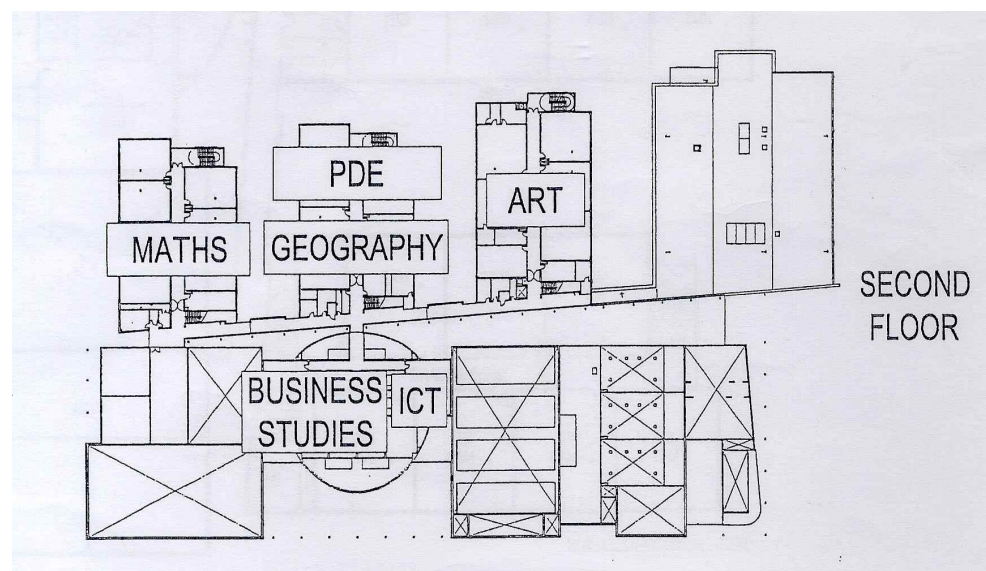 PDE
ART
MATHS
GEOGRAPHY
SECOND
FLOOR
BUSINESS
STUDIES
ICT